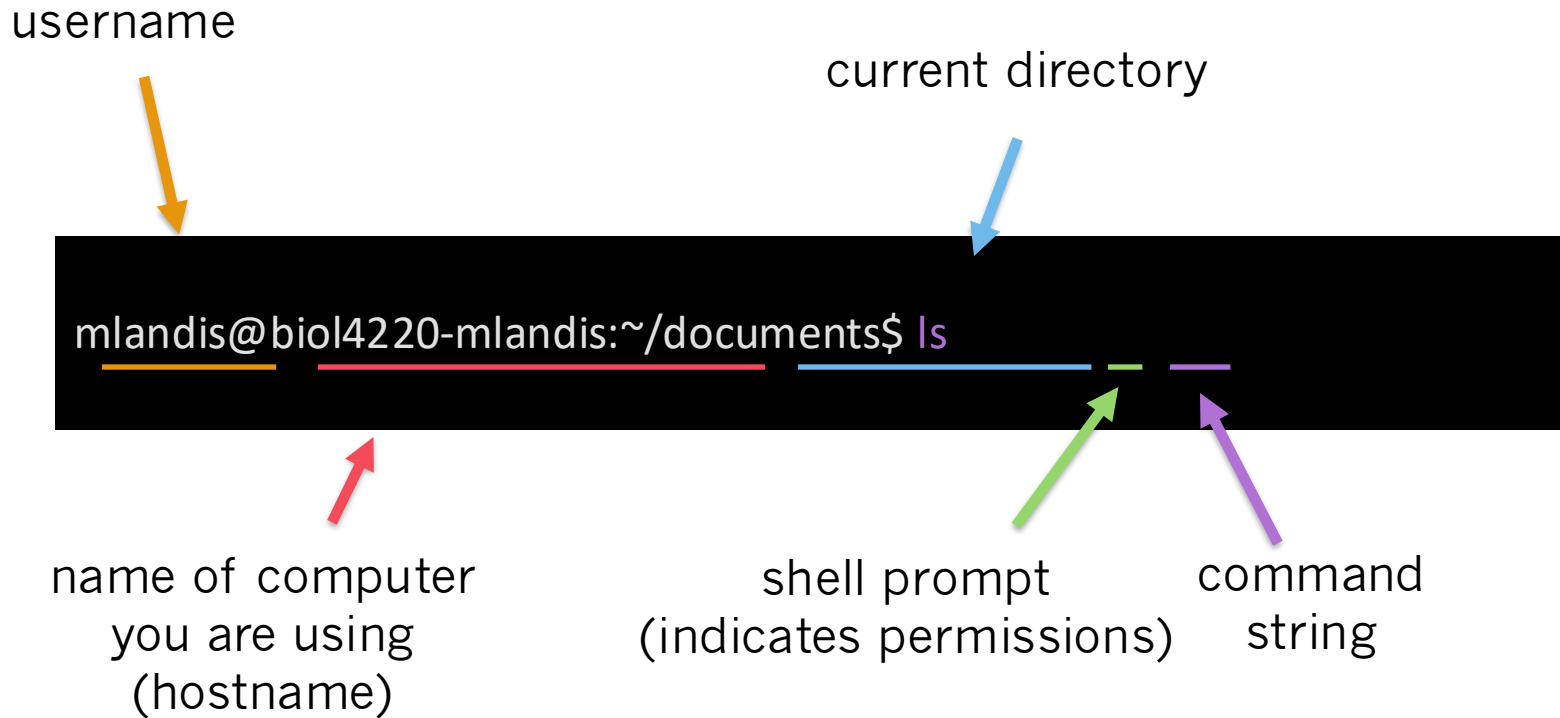 username
current directory
mlandis@biol4220-mlandis:~/documents$ ls
name of computer
you are using
(hostname)
shell prompt
(indicates permissions)
command
string